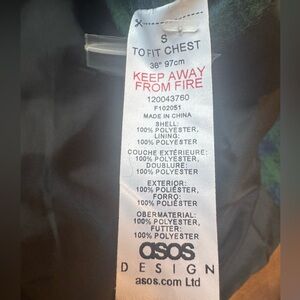 S
TO FIT CHEST
38" 97cm
KEEP AWAY
FROM FIRE
120043760
F102051
MADE IN CHINA
SHELL:
100% POLYESTER,
LINING:
100% POLYESTER
COUCHE EXTÉRIEURE:
100% POLYESTER,
DOUBLURE:
100% POLYESTER
EXTERIOR:
100% POLIÉSTER,
FORRO:
100% POLIÉSTER
OBERMATERIAL:
100% POLYESTER,
FUTTER:
100% POLYESTER
asos
DESIGN
asos.com Ltd